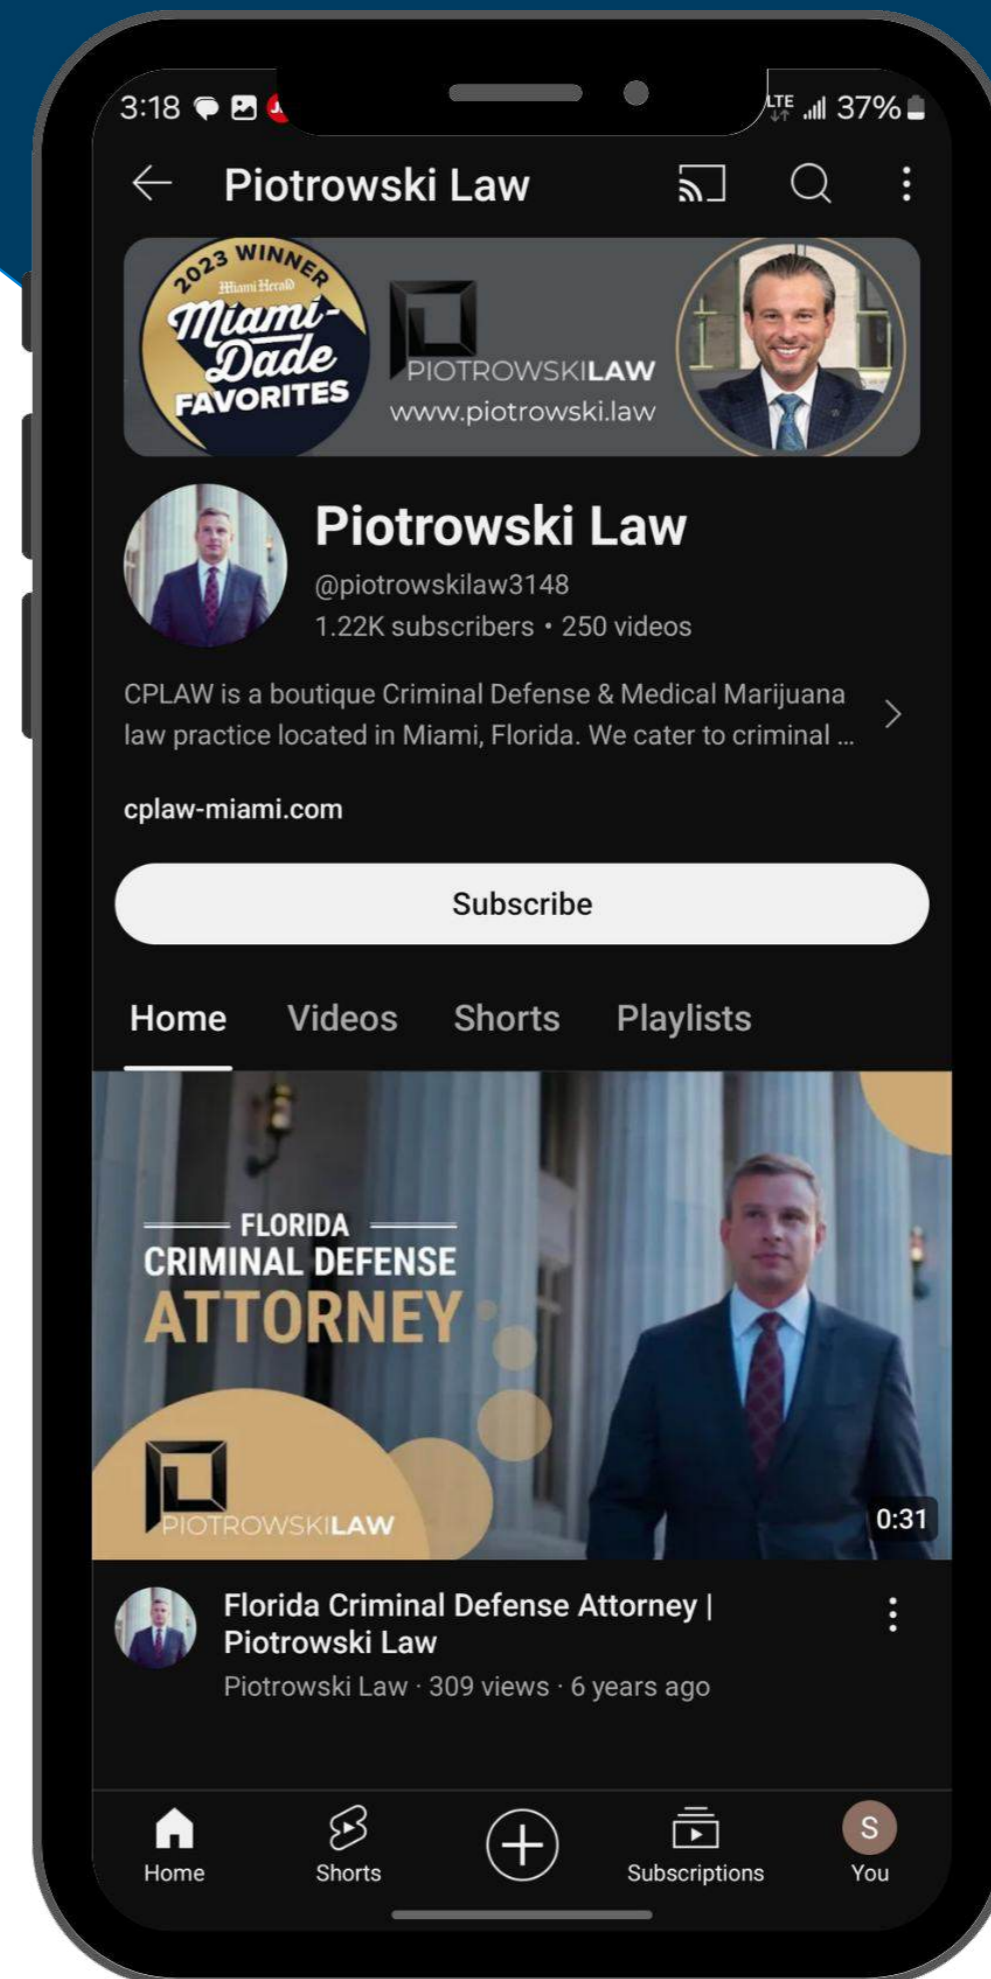 3:18
LTE
37%
Piotrowski Law
2023 WINNER
Miami Herald
Miami-
Dade
FAVORITES
PIOTROWSKILAW
www.piotrowski.law
Piotrowski Law
@piotrowskilaw3148
1.22K subscribers • 250 videos
CPLAW is a boutique Criminal Defense & Medical Marijuana
law practice located in Miami, Florida. We cater to criminal ...
cplaw-miami.com
Subscribe
Home Videos Shorts Playlists
FLORIDA
CRIMINAL DEFENSE
ATTORNEY
PIOTROWSKILAW
0:31
Florida Criminal Defense Attorney |
Piotrowski Law
Piotrowski Law · 309 views · 6 years ago
S
Home Shorts Subscriptions You